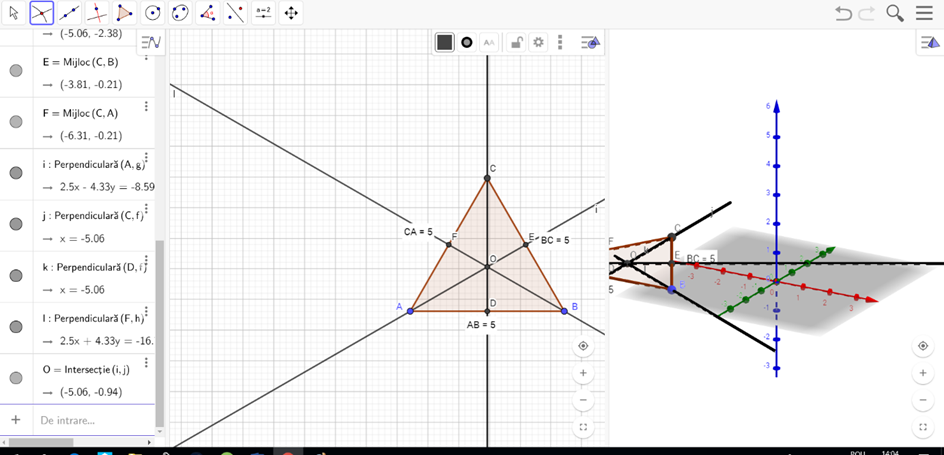 a=2
→ (-5.06, -2.38)
E = Mijloc (C, B)
→ (-3.81, -0.21)
F = Mijloc (C, A)
→ (-6.31, -0.21)
i : Perpendiculară (A, g)
→ 2.5x - 4.33y = -8.59
j : Perpendiculară (C, f)
→ x = -5.06
k : Perpendiculară (D,
→ x = -5.06
l : Perpendiculară (F, h)
→ 2.5x + 4.33y = -16.
O = Intersecție (i, j)
→ (-5.06, -0.94)
+ De intrare...
AA
l
C
CA = 5
F
E
BC = 5
i
O
A
D
B
AB = 5
6
5
4
3
2
1
0
-1
-2
-3
j
C
F
E
BC = 5
B
5
-3
-2
-1
0
1
2
3
ROU
14:04